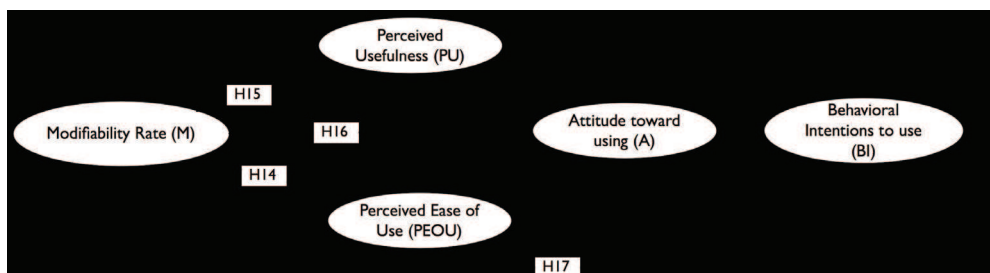 Perceived
Usefulness (PU)
H15
Modifiability Rate (M)
H16
Attitude toward
using (A)
Behavioral
Intentions to use
(BI)
H14
Perceived Ease of
Use (PEOU)
H17